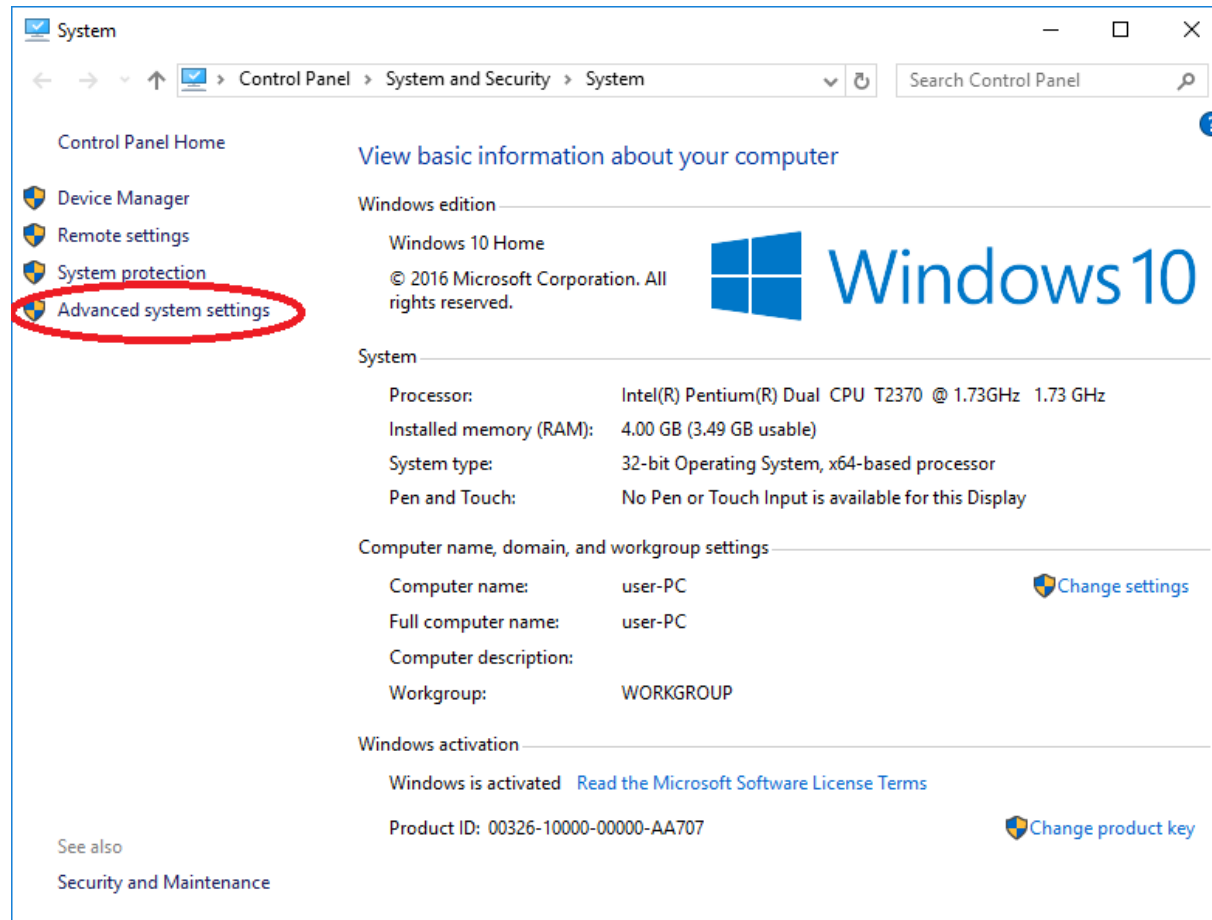 System
Control Panel > System and Security > System
Search Control Panel
Control Panel Home
Device Manager
Remote settings
System protection
Advanced system settings
See also
Security and Maintenance
View basic information about your computer
Windows edition
Windows 10 Home
© 2016 Microsoft Corporation. All
rights reserved.
Windows 10
System
Processor: Intel(R) Pentium(R) Dual CPU T2370 @ 1.73GHz 1.73 GHz
Installed memory (RAM): 4.00 GB (3.49 GB usable)
System type: 32-bit Operating System, x64-based processor
Pen and Touch: No Pen or Touch Input is available for this Display
Computer name, domain, and workgroup settings
Computer name: user-PC Change settings
Full computer name: user-PC
Computer description:
Workgroup: WORKGROUP
Windows activation
Windows is activated Read the Microsoft Software License Terms
Product ID: 00326-10000-00000-AA707 Change product key